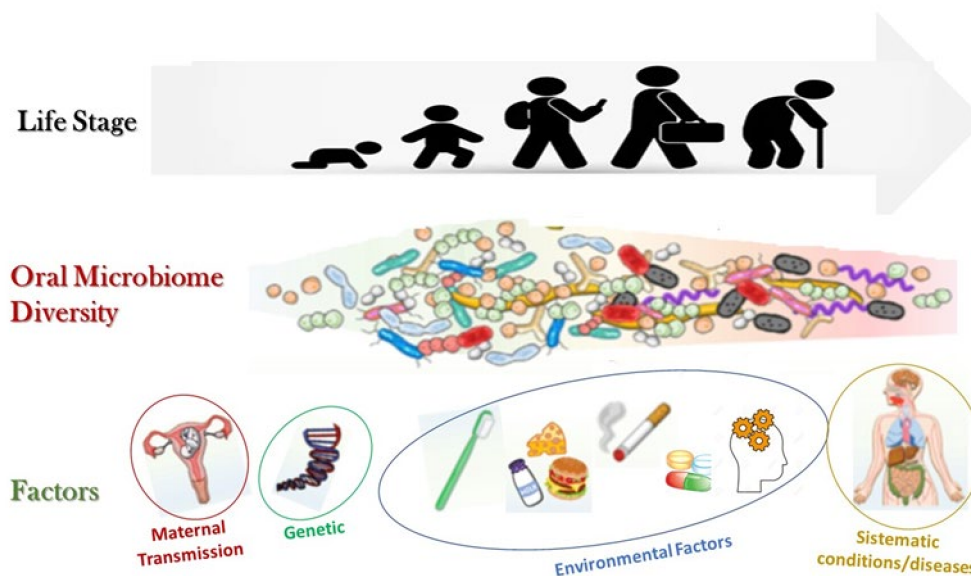 Life Stage
Oral Microbiome
Diversity
Factors
Maternal
Transmission
Genetic
Environmental Factors
Sistematic
conditions/diseases